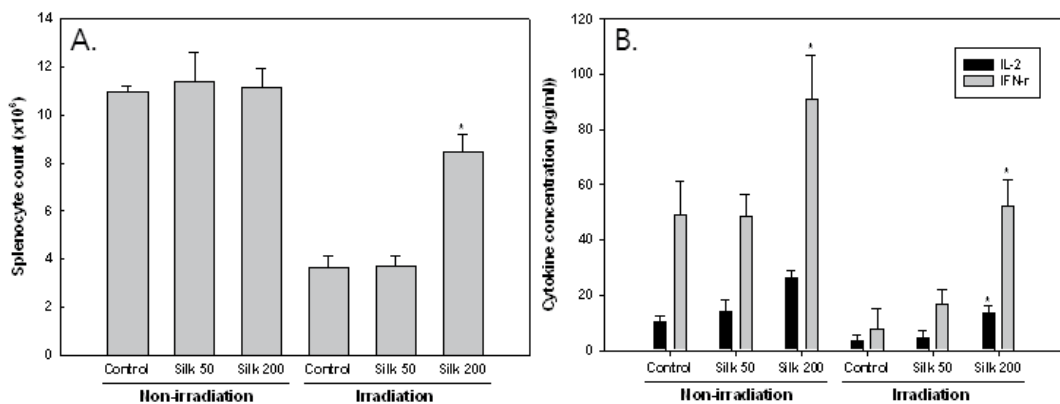 A.
Splenocyte count (x10⁶)
14
12
10
8
6
4
2
0
*
Control Silk 50 Silk 200 Control Silk 50 Silk 200
Non-irradiation Irradiation
B.
Cytokine concentration (pg/ml)
120
100
80
60
40
20
0
IL-2
IFN-r
*
*
*
Control Silk 50 Silk 200 Control Silk 50 Silk 200
Non-irradiation Irradiation